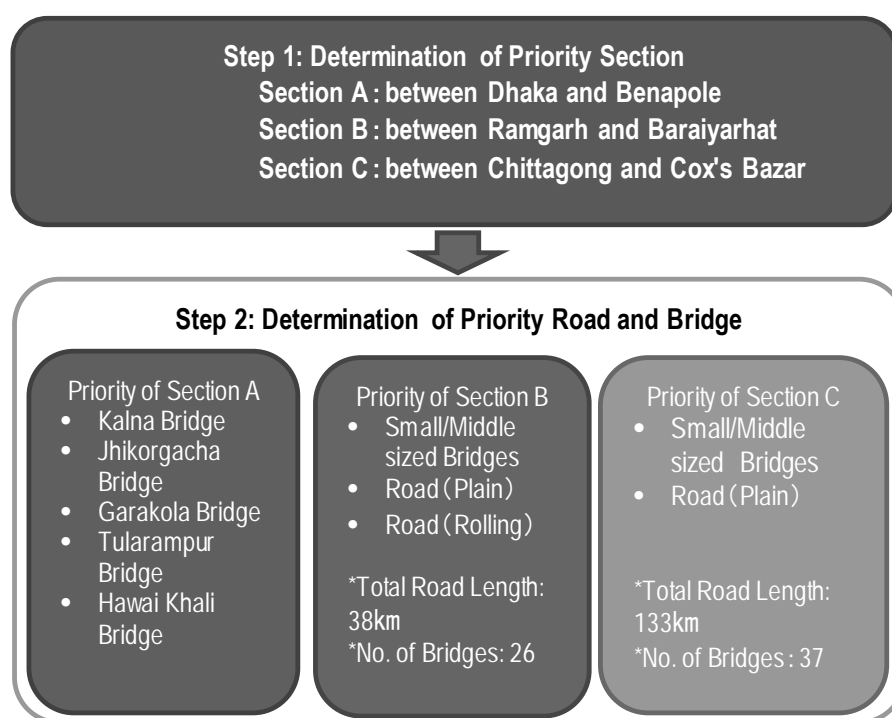 Step 1: Determination of Priority Section
Section A : between Dhaka and Benapole
Section B : between Ramgarh and Baraiyarhat
Section C : between Chittagong and Cox's Bazar
Step 2: Determination of Priority Road and Bridge
Priority of Section A
• Kalna Bridge
• Jhikorgacha
Bridge
• Garakola Bridge
• Tularampur
Bridge
• Hawai Khali
Bridge
Priority of Section B
• Small/Middle
sized Bridges
• Road（Plain）
• Road（Rolling）
*Total Road Length:
38㎞
*No. of Bridges: 26
Priority of Section C
• Small/Middle
sized Bridges
• Road（Plain）
*Total Road Length:
133㎞
*No. of Bridges : 37